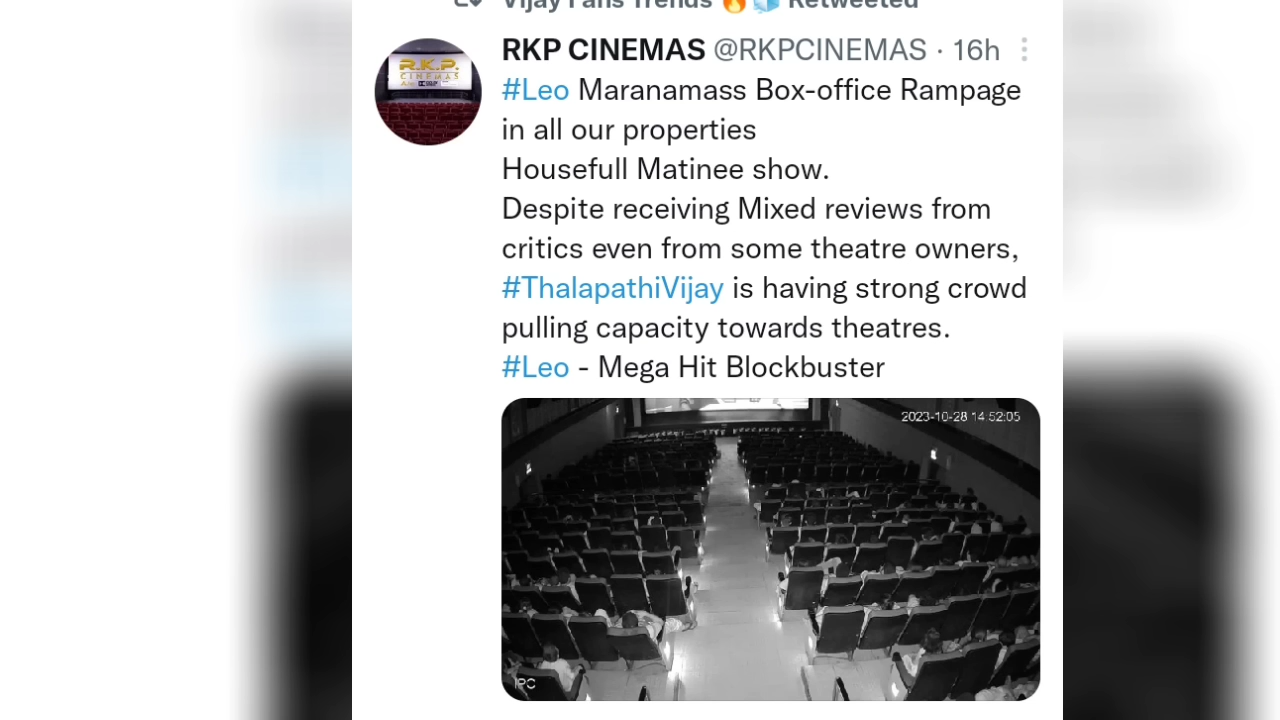 Vijay Fans Trends 🔥🧊 Retweeted
RKP CINEMAS @RKPCINEMAS · 16h
R.K.P.
CINEMAS
#Leo Maranamass Box-office Rampage
in all our properties
Housefull Matinee show.
Despite receiving Mixed reviews from
critics even from some theatre owners,
#ThalapathiVijay is having strong crowd
pulling capacity towards theatres.
#Leo - Mega Hit Blockbuster
2023-10-28 14:52:05
IPC